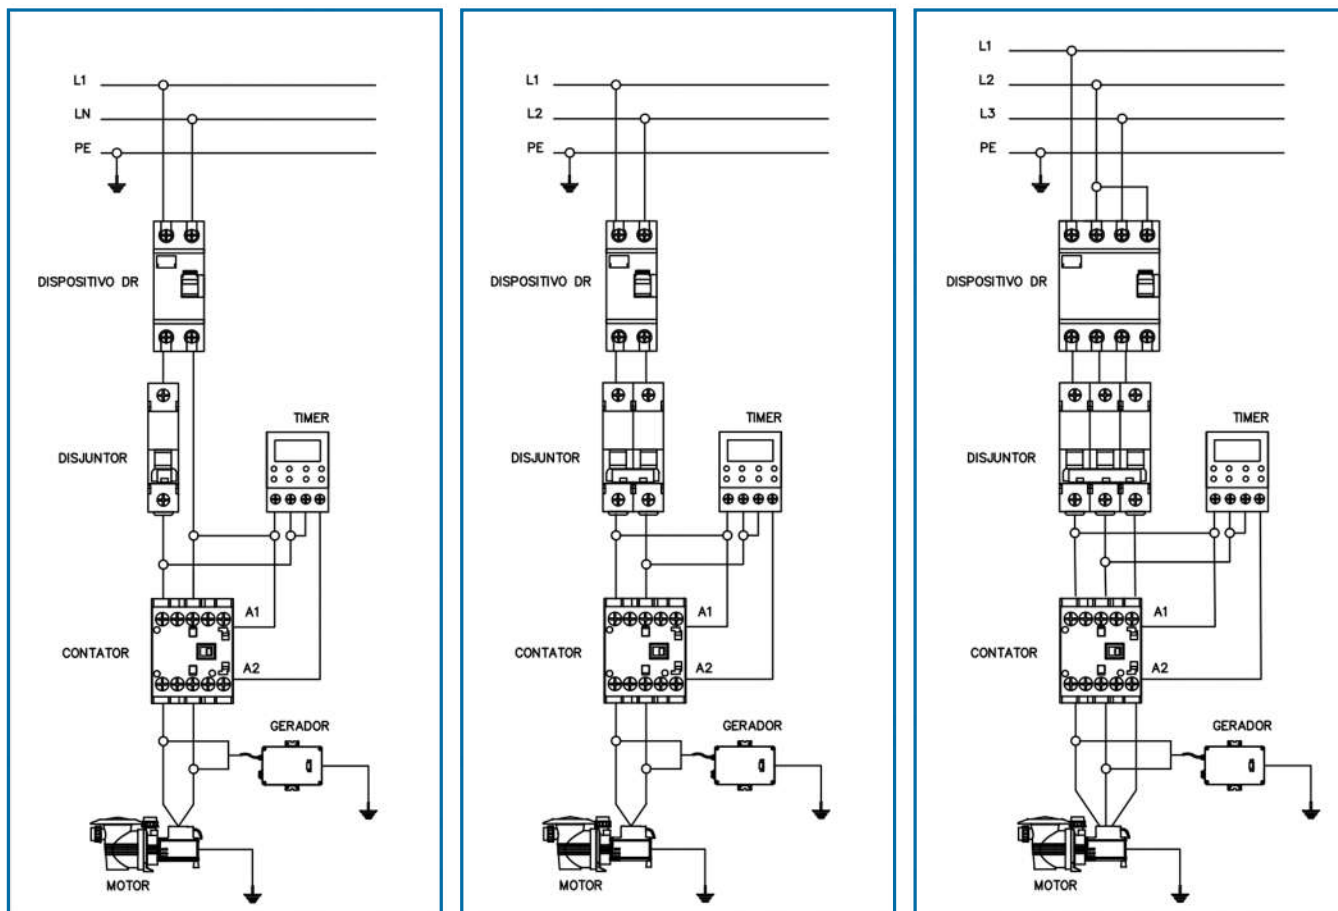 L1
LN
PE
DISPOSITIVO DR
TIMER
DISJUNTOR
A1
CONTATOR
A2
GERADOR
MOTOR
L1
L2
PE
DISPOSITIVO DR
TIMER
DISJUNTOR
A1
CONTATOR
A2
GERADOR
MOTOR
L1
L2
L3
PE
DISPOSITIVO DR
TIMER
DISJUNTOR
A1
CONTATOR
A2
GERADOR
MOTOR